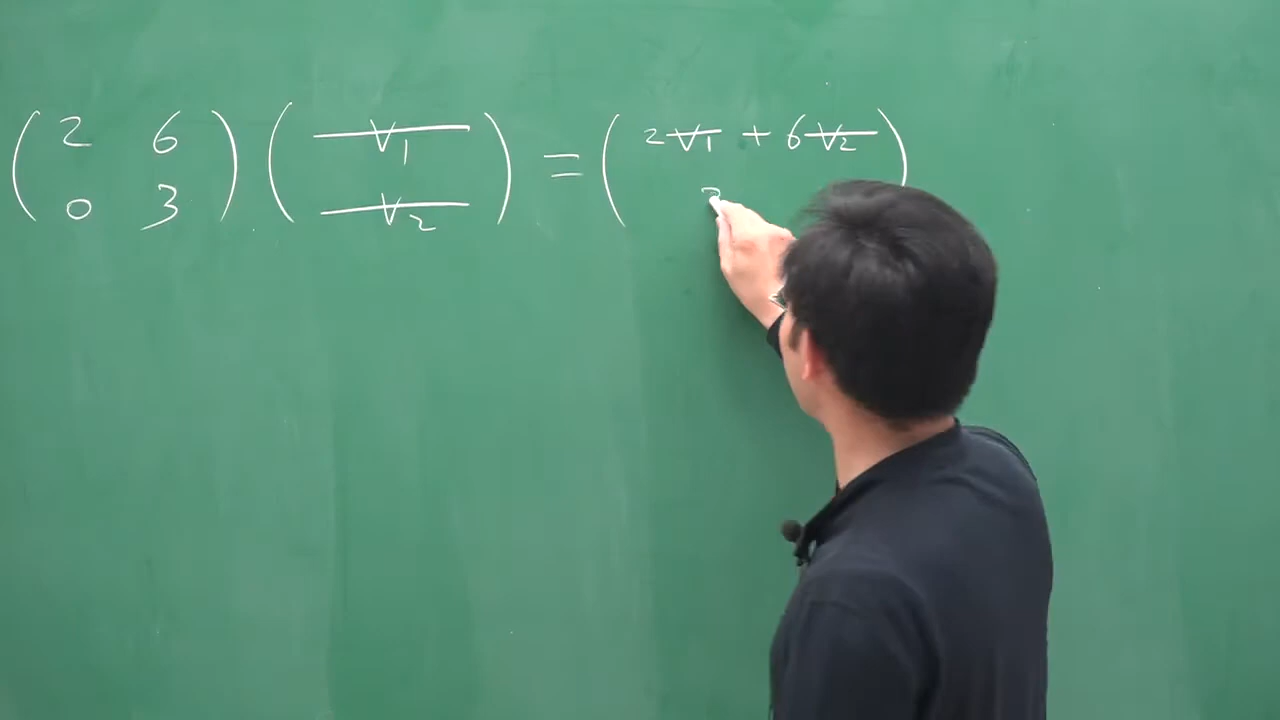 ( 2 6 ) ( V₁ ) = ( 2V₁ + 6V₂ )
( 0 3 ) ( V₂ )